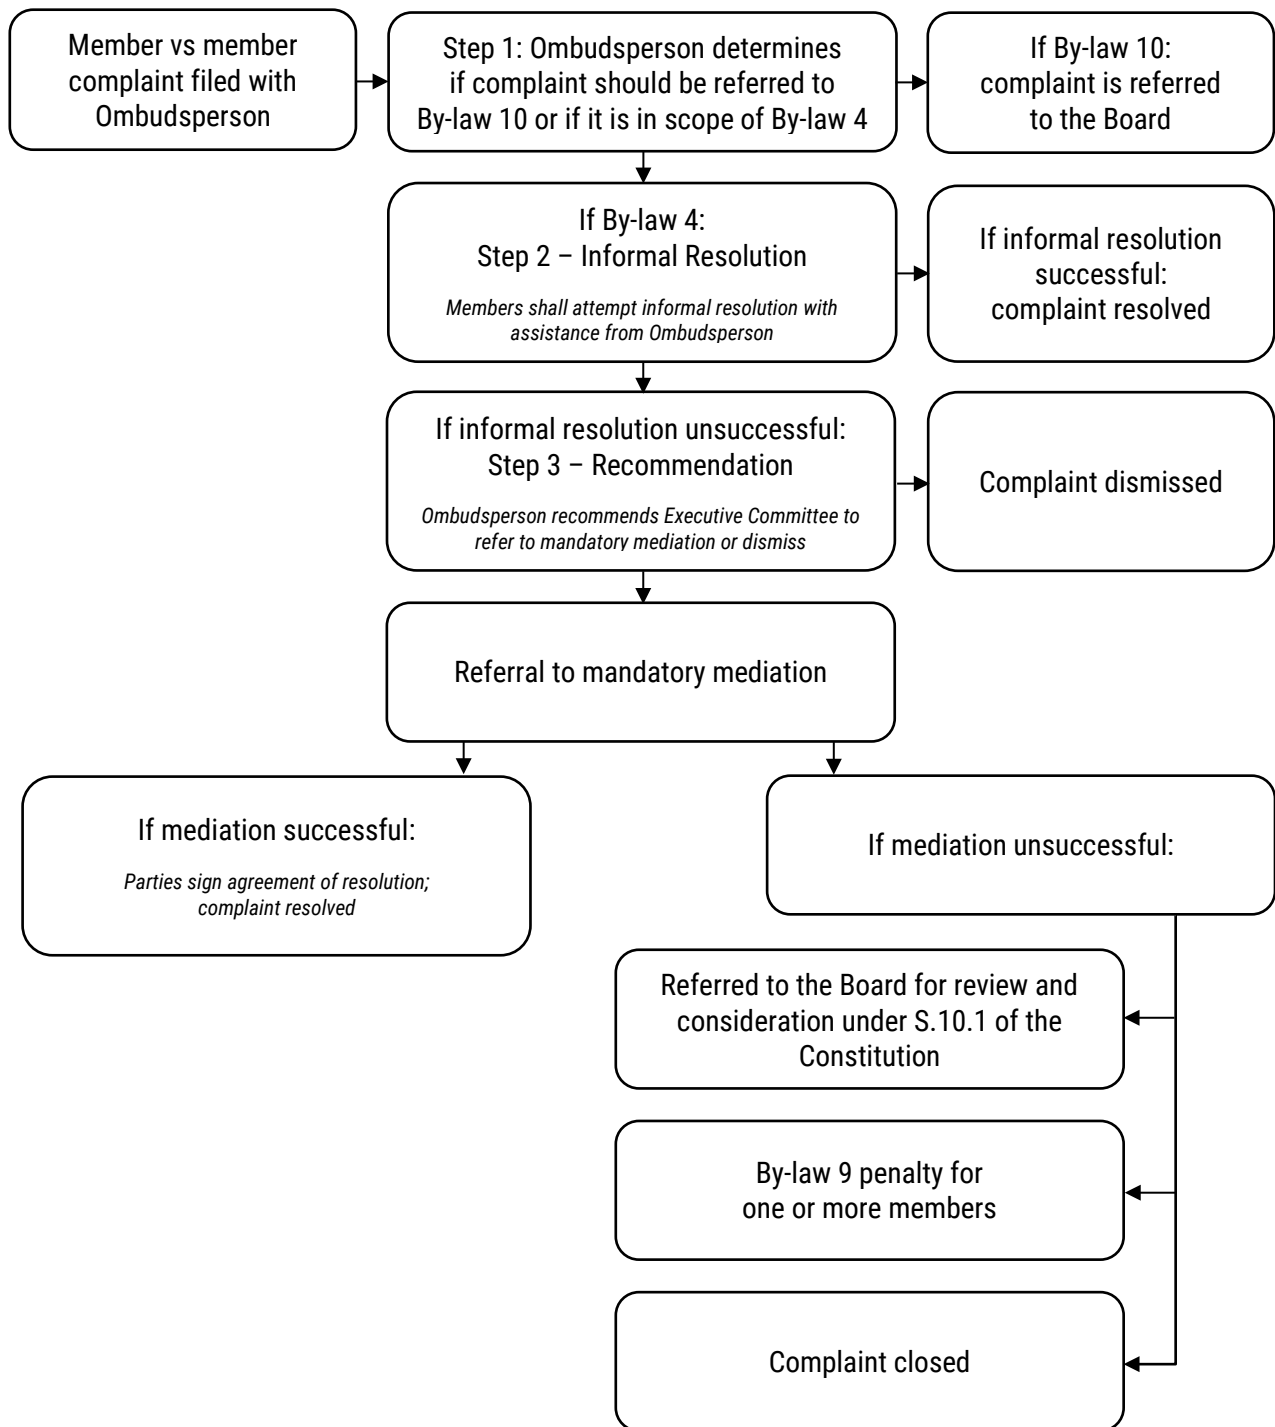 Member vs member
complaint filed with
Ombudsperson
Step 1: Ombudsperson determines
if complaint should be referred to
By-law 10 or if it is in scope of By-law 4
If By-law 10:
complaint is referred
to the Board
If By-law 4:
Step 2 – Informal Resolution
Members shall attempt informal resolution with
assistance from Ombudsperson
If informal resolution
successful:
complaint resolved
If informal resolution unsuccessful:
Step 3 – Recommendation
Ombudsperson recommends Executive Committee to
refer to mandatory mediation or dismiss
Complaint dismissed
Referral to mandatory mediation
If mediation successful:
Parties sign agreement of resolution;
complaint resolved
If mediation unsuccessful:
Referred to the Board for review and
consideration under S.10.1 of the
Constitution
By-law 9 penalty for
one or more members
Complaint closed